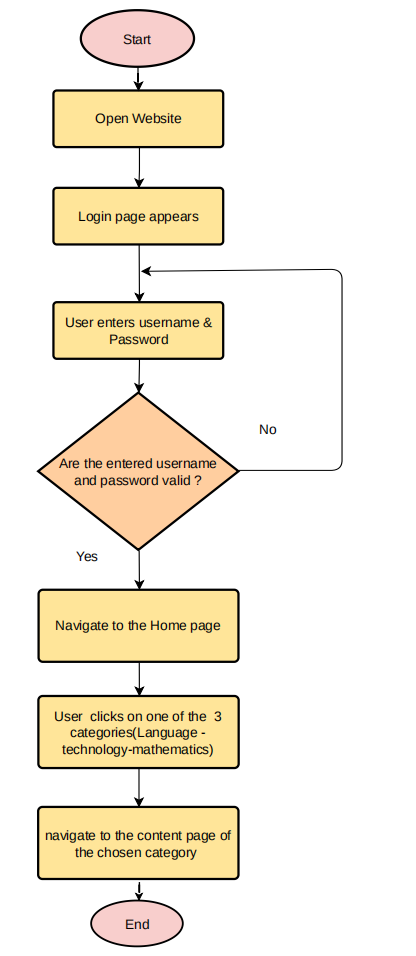 Start
Open Website
Login page appears
User enters username &
Password
No
Are the entered username
and password valid ?
Yes
Navigate to the Home page
User clicks on one of the 3
categories(Language -
technology-mathematics)
navigate to the content page of
the chosen category
End